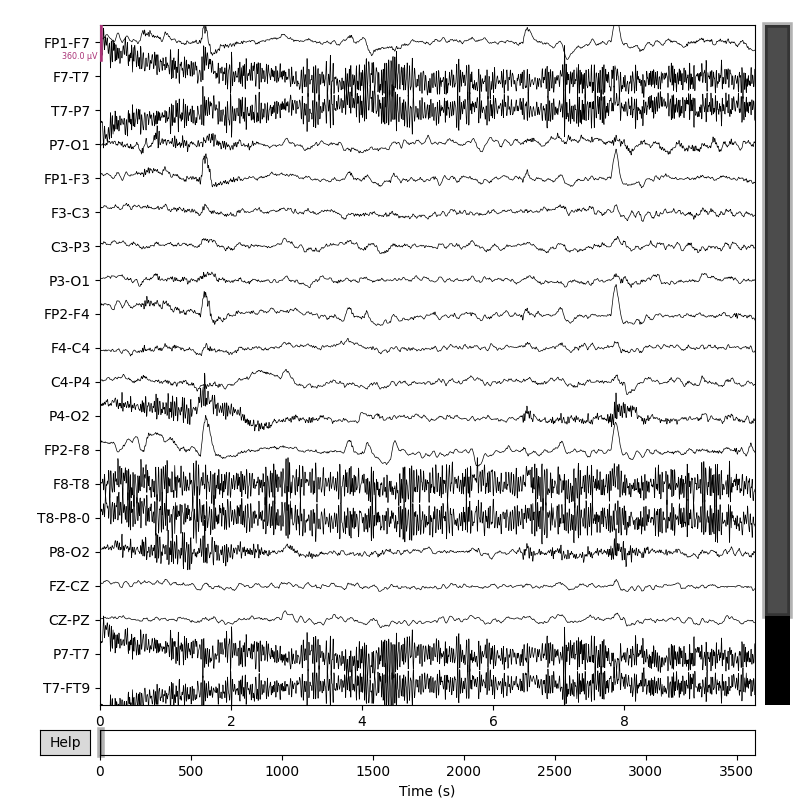 FP1-F7
360.0 µV
F7-T7
T7-P7
P7-O1
FP1-F3
F3-C3
C3-P3
P3-O1
FP2-F4
F4-C4
C4-P4
P4-O2
FP2-F8
F8-T8
T8-P8-0
P8-O2
FZ-CZ
CZ-PZ
P7-T7
T7-FT9
0 2 4 6 8
Help
0 500 1000 1500 2000 2500 3000 3500
Time (s)